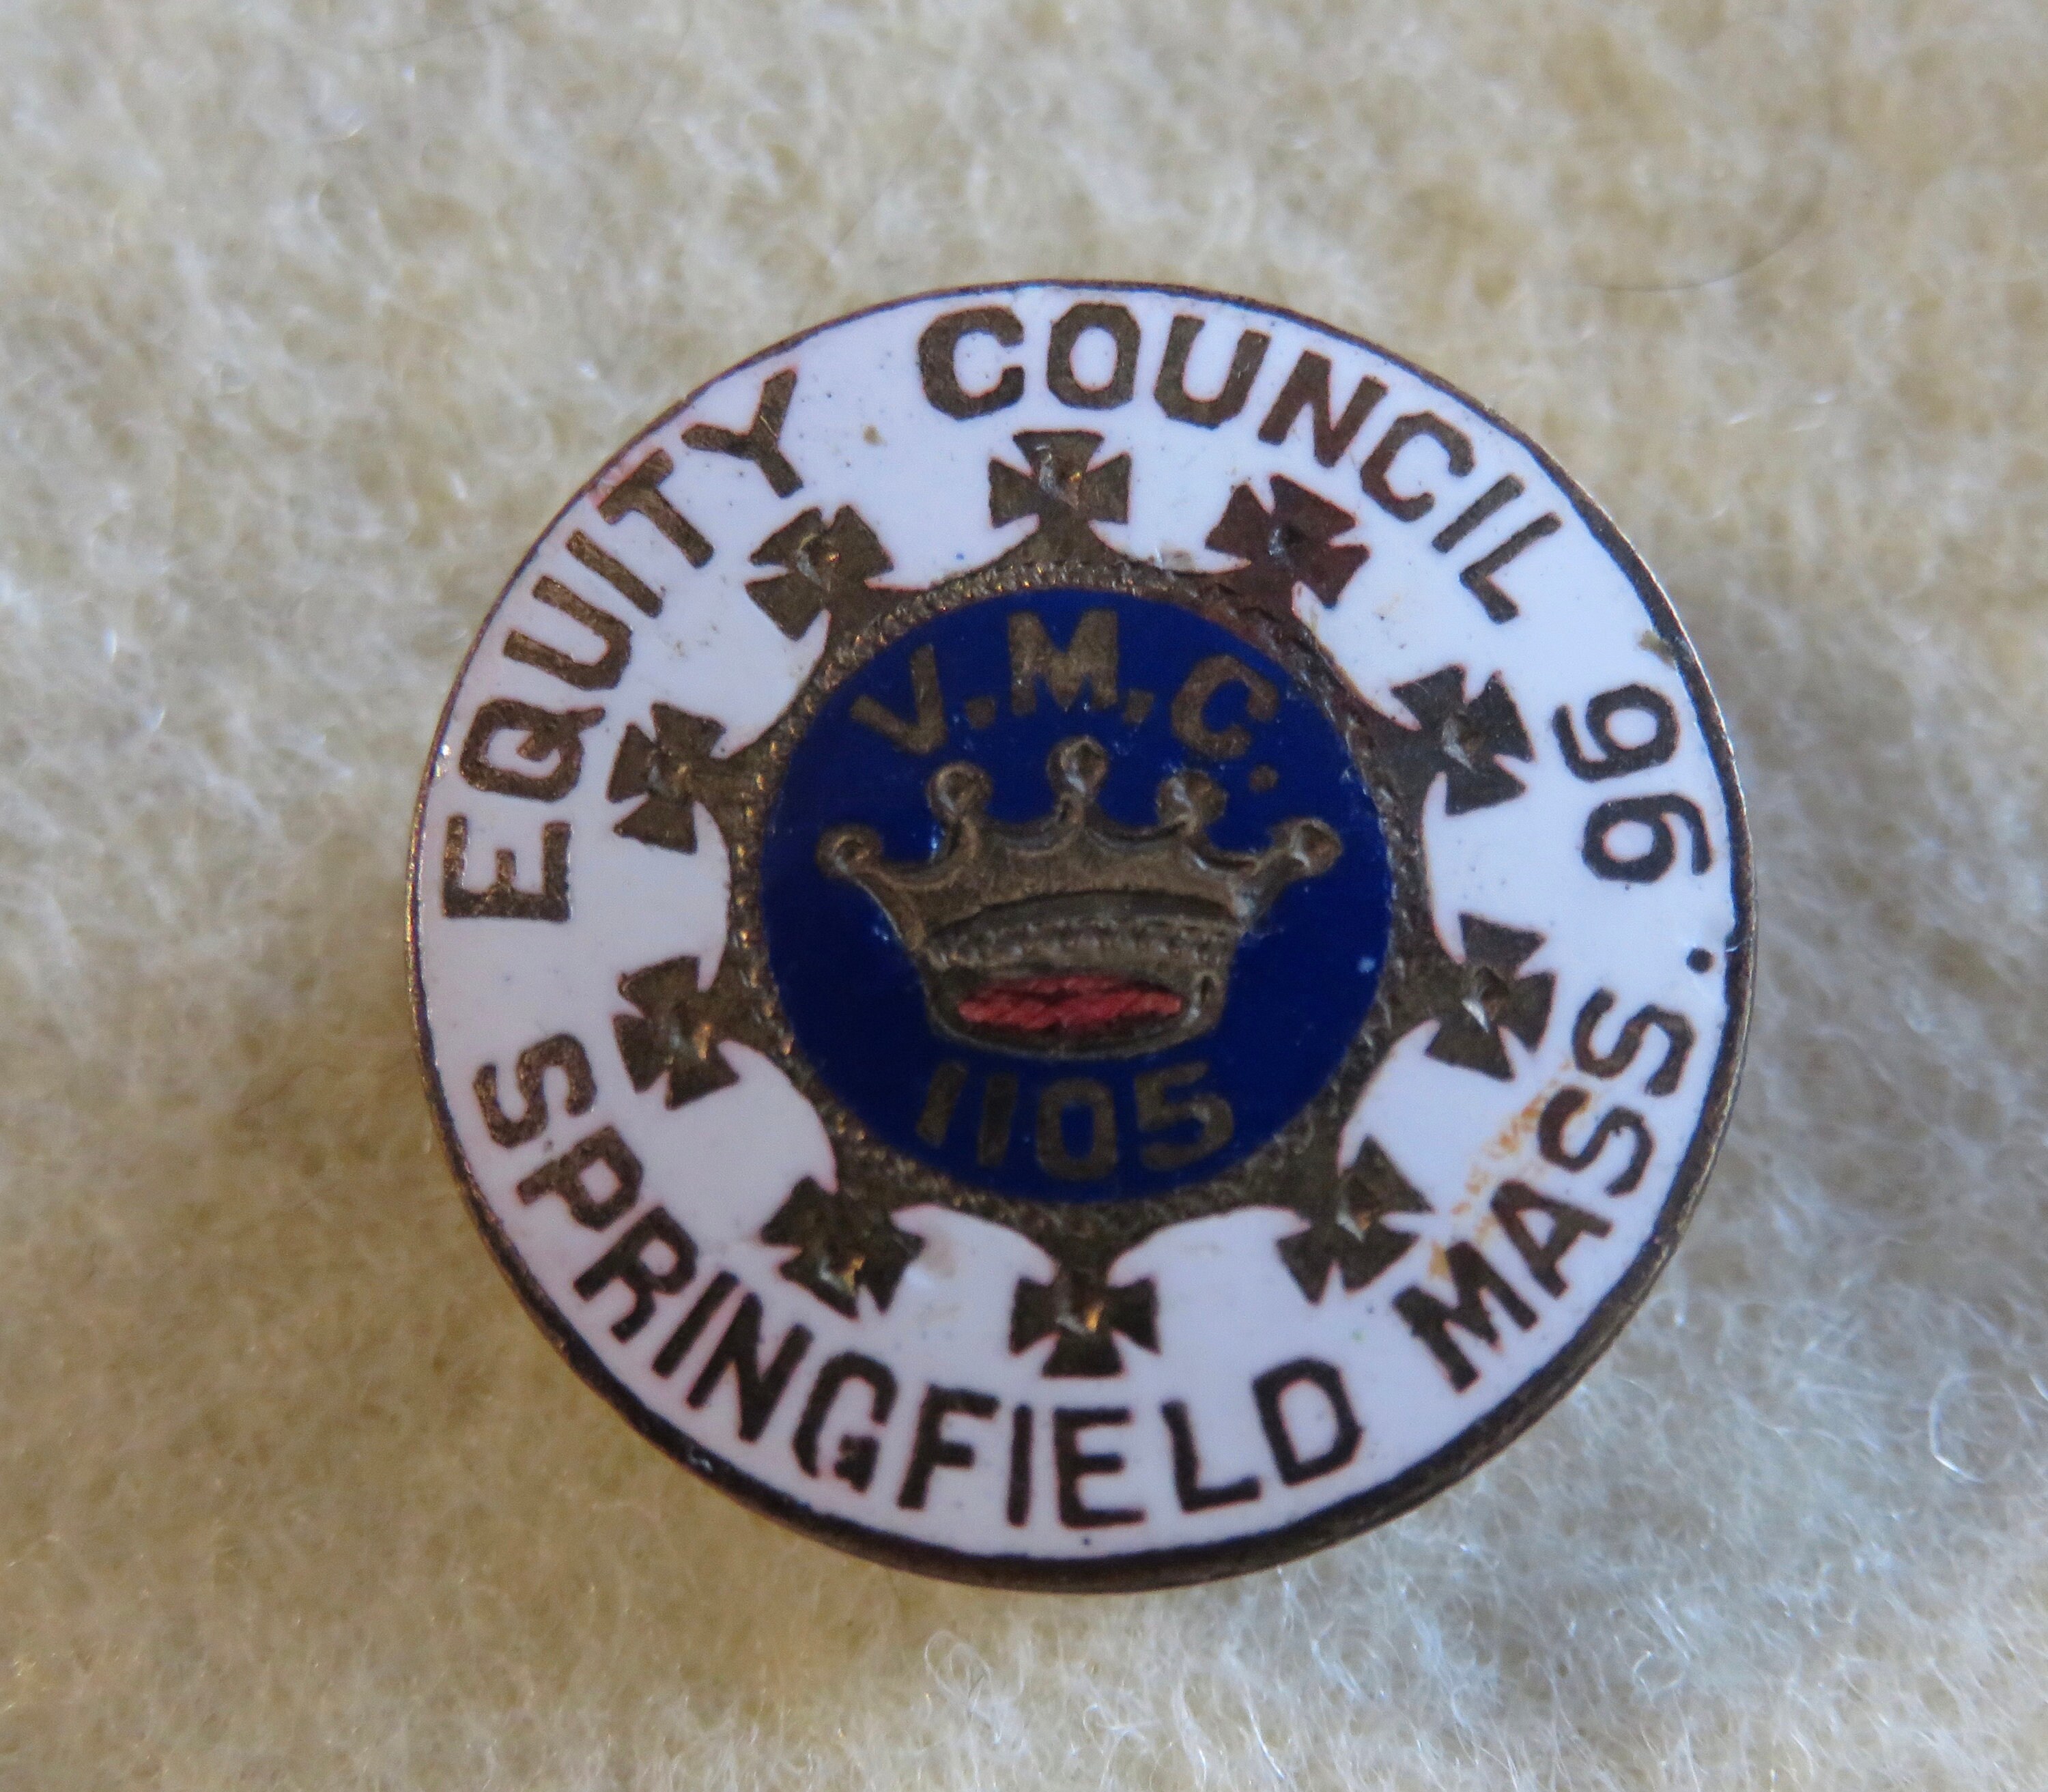 EQUITY COUNCIL 96
V.M.C.
1105
SPRINGFIELD MASS.